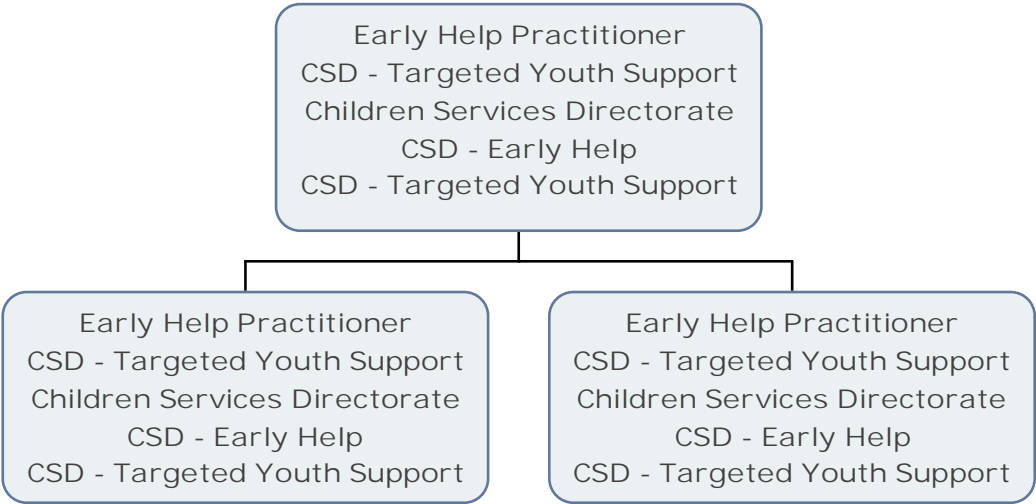 Early Help Practitioner
CSD - Targeted Youth Support
Children Services Directorate
CSD - Early Help
CSD - Targeted Youth Support
Early Help Practitioner
CSD - Targeted Youth Support
Children Services Directorate
CSD - Early Help
CSD - Targeted Youth Support
Early Help Practitioner
CSD - Targeted Youth Support
Children Services Directorate
CSD - Early Help
CSD - Targeted Youth Support